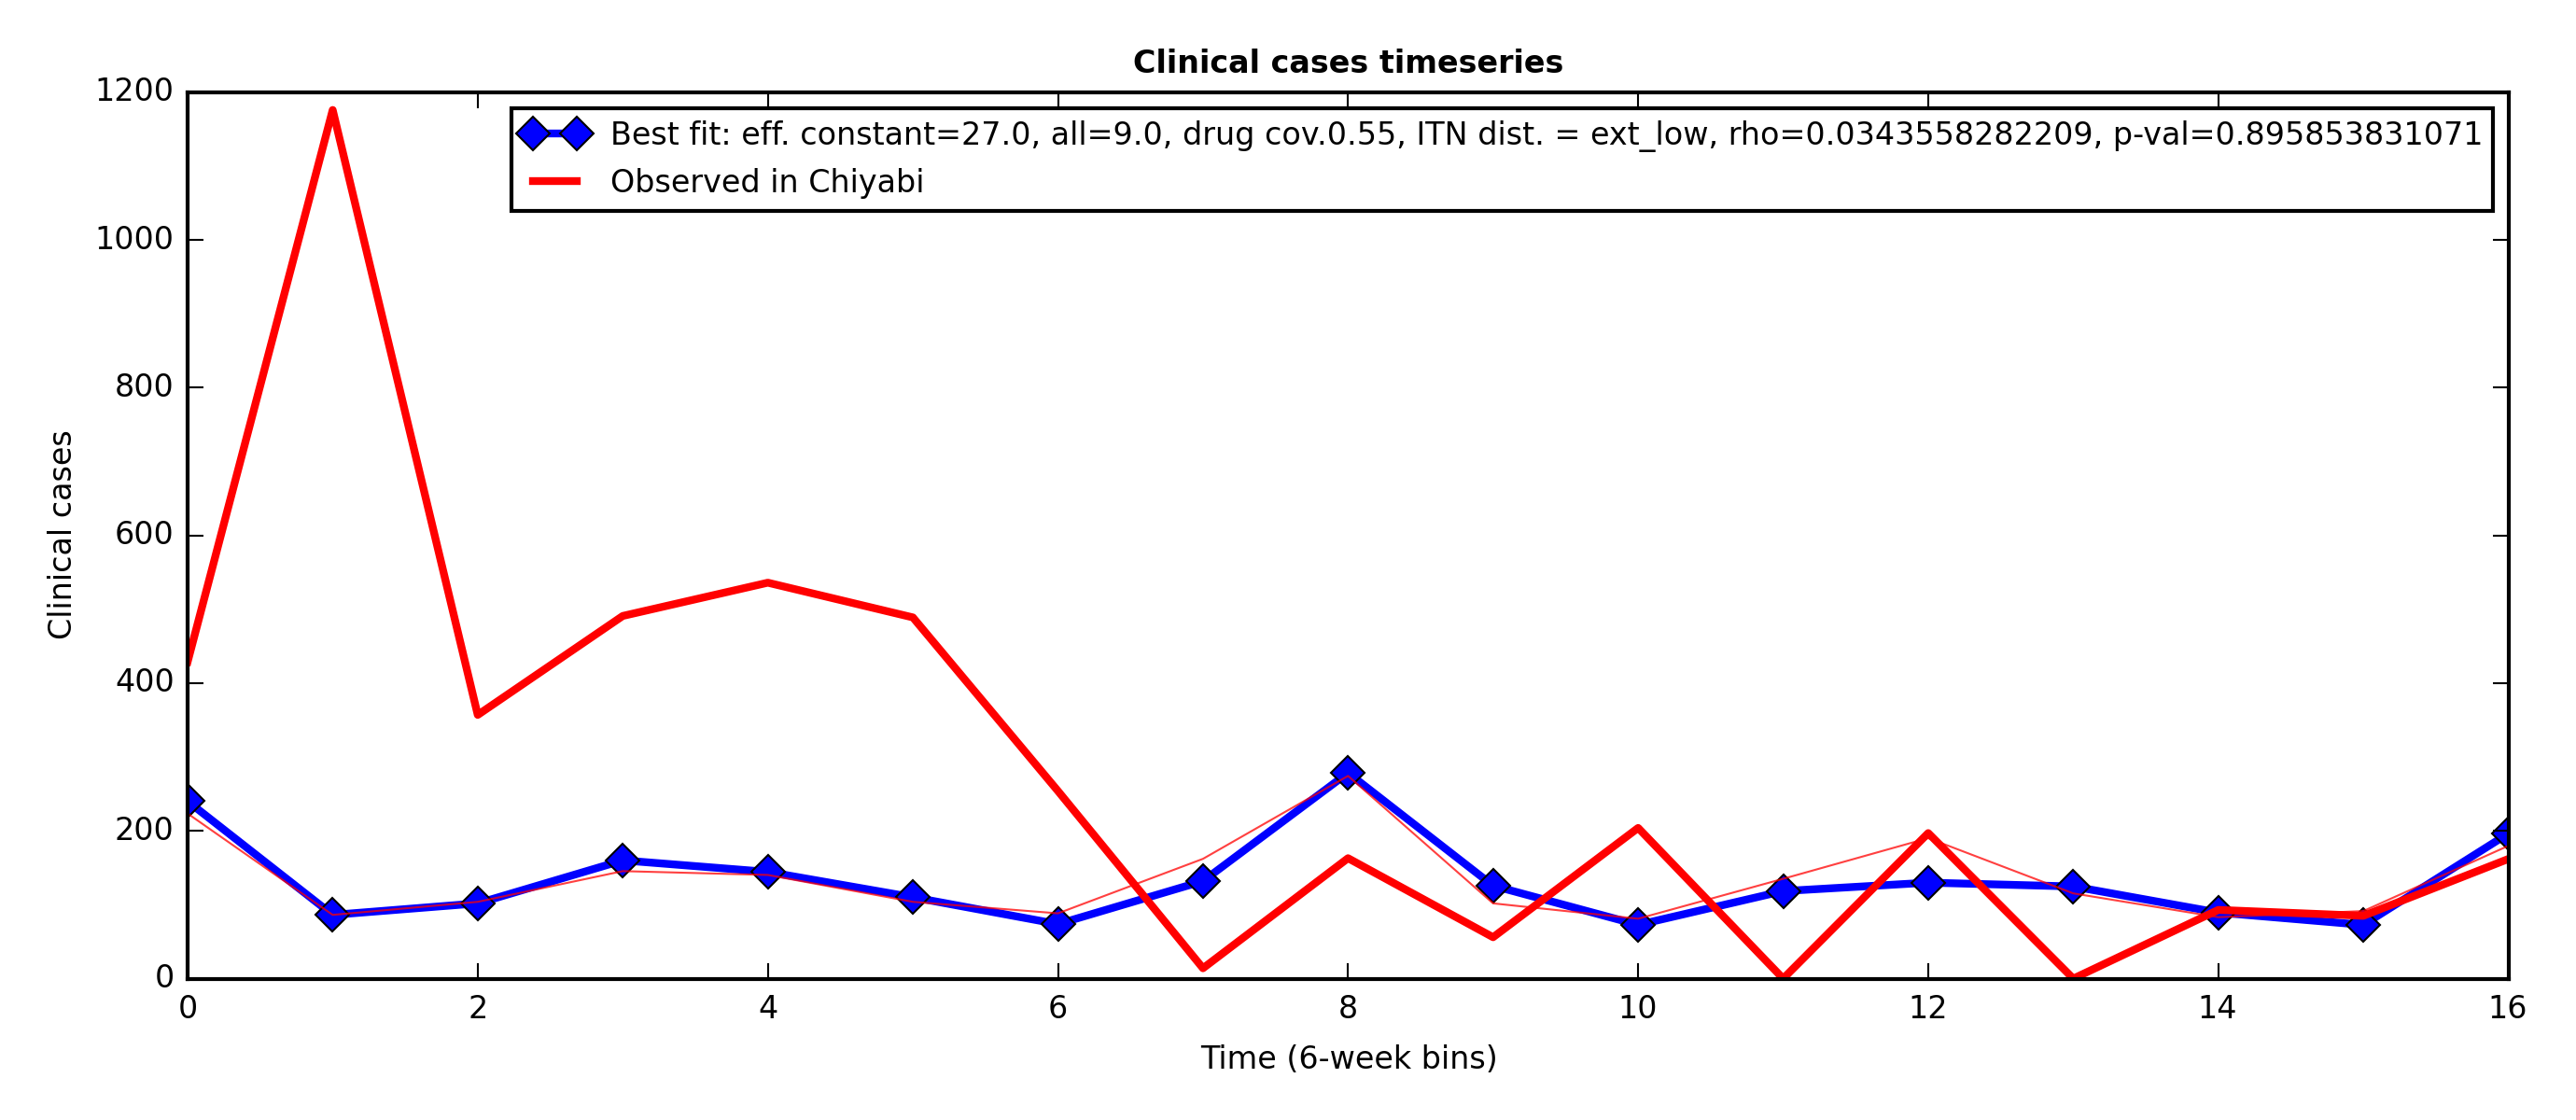 Clinical cases timeseries
1200
1000
800
600
400
200
0
Clinical cases
Best fit: eff. constant=27.0, all=9.0, drug cov.0.55, ITN dist. = ext_low, rho=0.0343558282209, p-val=0.895853831071
Observed in Chiyabi
0 2 4 6 8 10 12 14 16
Time (6-week bins)